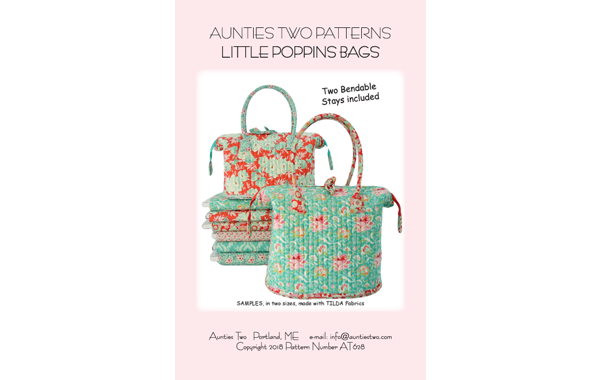 AUNTIES TWO PATTERNS
LITTLE POPPINS BAGS
Two Bendable
Stays included
SAMPLES, in two sizes, made with TILDA Fabrics
Aunties Two Portland, ME e-mail: info@auntiestwo.com
Copyright 2018 Pattern Number AT628